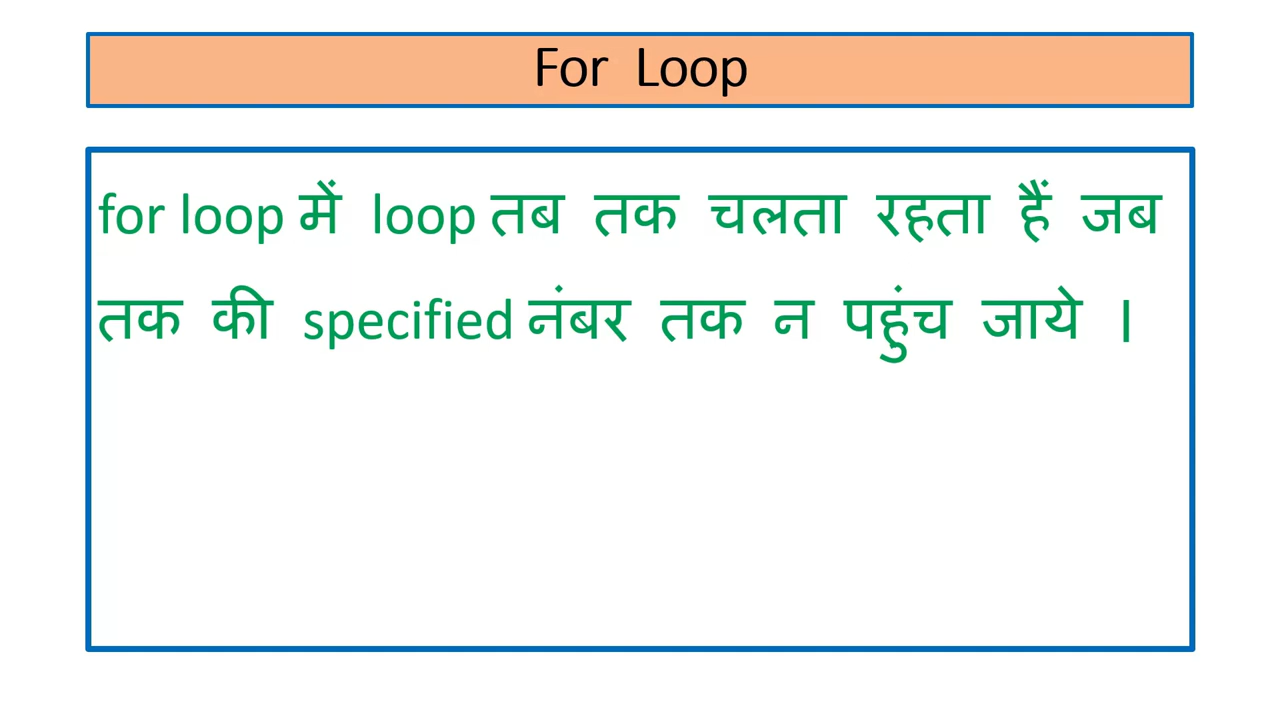 For Loop
for loop में loop तब तक चलता रहता हैं जब
तक की specified नंबर तक न पहुंच जाये ।